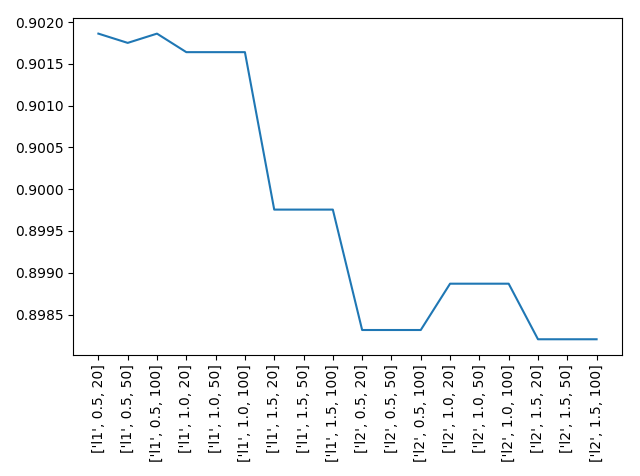 0.9020
0.9015
0.9010
0.9005
0.9000
0.8995
0.8990
0.8985
['l1', 0.5, 20]
['l1', 0.5, 50]
['l1', 0.5, 100]
['l1', 1.0, 20]
['l1', 1.0, 50]
['l1', 1.0, 100]
['l1', 1.5, 20]
['l1', 1.5, 50]
['l1', 1.5, 100]
['l2', 0.5, 20]
['l2', 0.5, 50]
['l2', 0.5, 100]
['l2', 1.0, 20]
['l2', 1.0, 50]
['l2', 1.0, 100]
['l2', 1.5, 20]
['l2', 1.5, 50]
['l2', 1.5, 100]